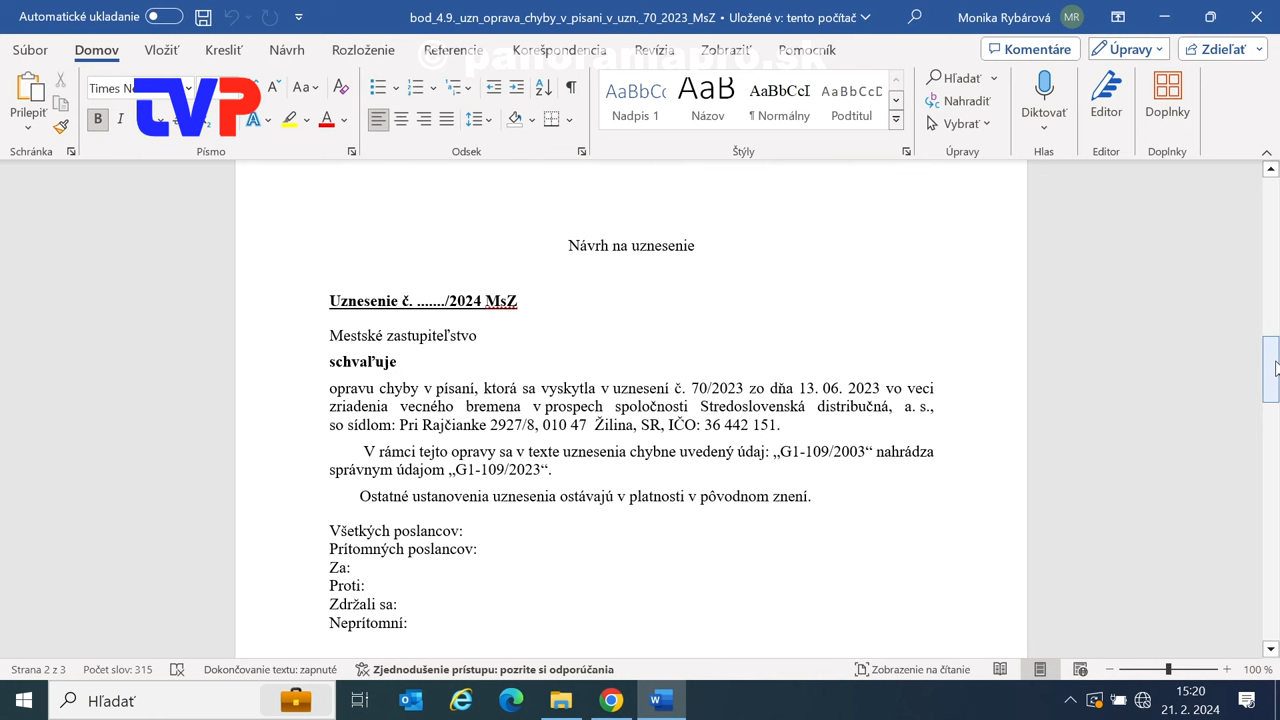 Automatické ukladanie
bod_4.9._uzn_oprava_chyby_v_pisani_v_uzn._70_2023_MsZ • Uložené v: tento počítač
Monika Rybárová
MR
Súbor Domov Vložiť Kresliť Návrh Rozloženie Referencie Korešpondencia Revízia Zobraziť Pomocník
Komentáre Úpravy Zdieľať
© panoramapro.sk
TVP
Prilepiť
Times Ne
Aa
B I
AaBbCc AaB AaBbCcI AaBbCcD
Nadpis 1 Názov ¶ Normálny Podtitul
Hľadať
Nahradiť
Vybrať
Diktovať
Editor
Doplnky
Schránka Písmo Odsek Štýly Úpravy Hlas Editor Doplnky
Návrh na uznesenie
Uznesenie č. ......./2024 MsZ
Mestské zastupiteľstvo
schvaľuje
opravu chyby v písaní, ktorá sa vyskytla v uznesení č. 70/2023 zo dňa 13. 06. 2023 vo veci
zriadenia vecného bremena v prospech spoločnosti Stredoslovenská distribučná, a. s.,
so sídlom: Pri Rajčianke 2927/8, 010 47 Žilina, SR, IČO: 36 442 151.
V rámci tejto opravy sa v texte uznesenia chybne uvedený údaj: „G1-109/2003“ nahrádza
správnym údajom „G1-109/2023“.
Ostatné ustanovenia uznesenia ostávajú v platnosti v pôvodnom znení.
Všetkých poslancov:
Prítomných poslancov:
Za:
Proti:
Zdržali sa:
Neprítomní:
Strana 2 z 3 Počet slov: 315 Dokončovanie textu: zapnuté Zjednodušenie prístupu: pozrite si odporúčania Zobrazenie na čítanie 100 %
Hľadať
15:20
21. 2. 2024